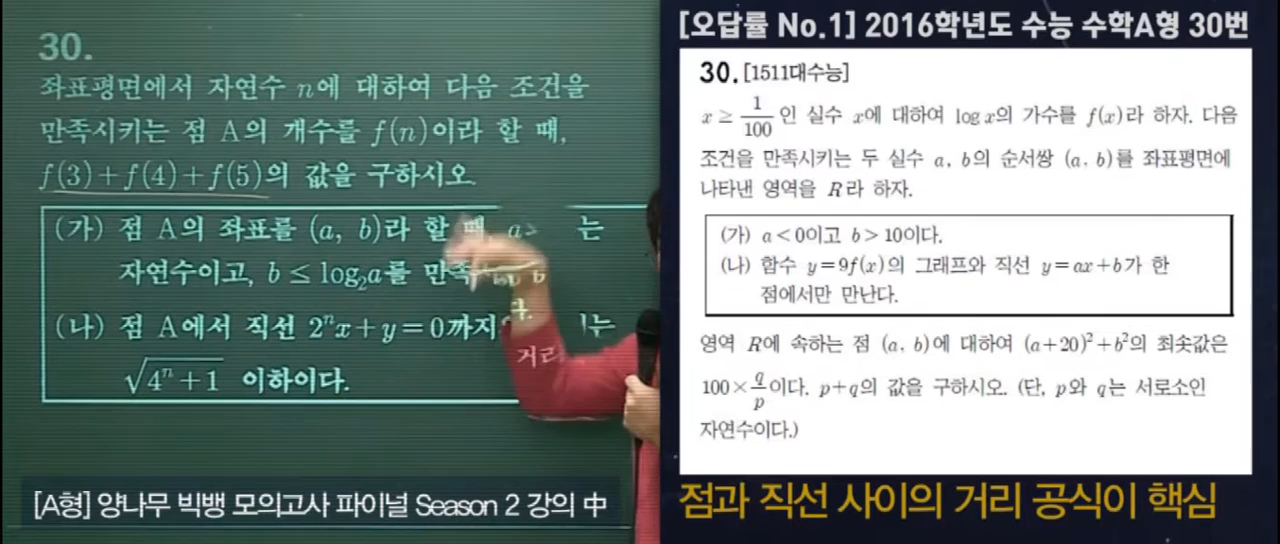 30.
좌표평면에서 자연수 n에 대하여 다음 조건을
만족시키는 점 A의 개수를 f(n)이라 할 때,
f(3)+f(4)+f(5)의 값을 구하시오.
(가) 점 A의 좌표를 (a, b)라 할 때, a 는
자연수이고, b ≤ log₂a를 만족
(나) 점 A에서 직선 2ⁿx+y=0까지 는
거리
√(4ⁿ+1) 이하이다.
[A형] 양나무 빅뱅 모의고사 파이널 Season 2 강의 中
[오답률 No.1] 2016학년도 수능 수학A형 30번
30. [1511대수능]
x ≥ 1/100 인 실수 x에 대하여 log x의 가수를 f(x)라 하자. 다음
조건을 만족시키는 두 실수 a, b의 순서쌍 (a, b)를 좌표평면에
나타낸 영역을 R라 하자.
(가) a<0이고 b>10이다.
(나) 함수 y=9f(x)의 그래프와 직선 y=ax+b가 한
점에서만 만난다.
영역 R에 속하는 점 (a, b)에 대하여 (a+20)²+b²의 최솟값은
100×q/p이다. p+q의 값을 구하시오. (단, p와 q는 서로소인
자연수이다.)
점과 직선 사이의 거리 공식이 핵심